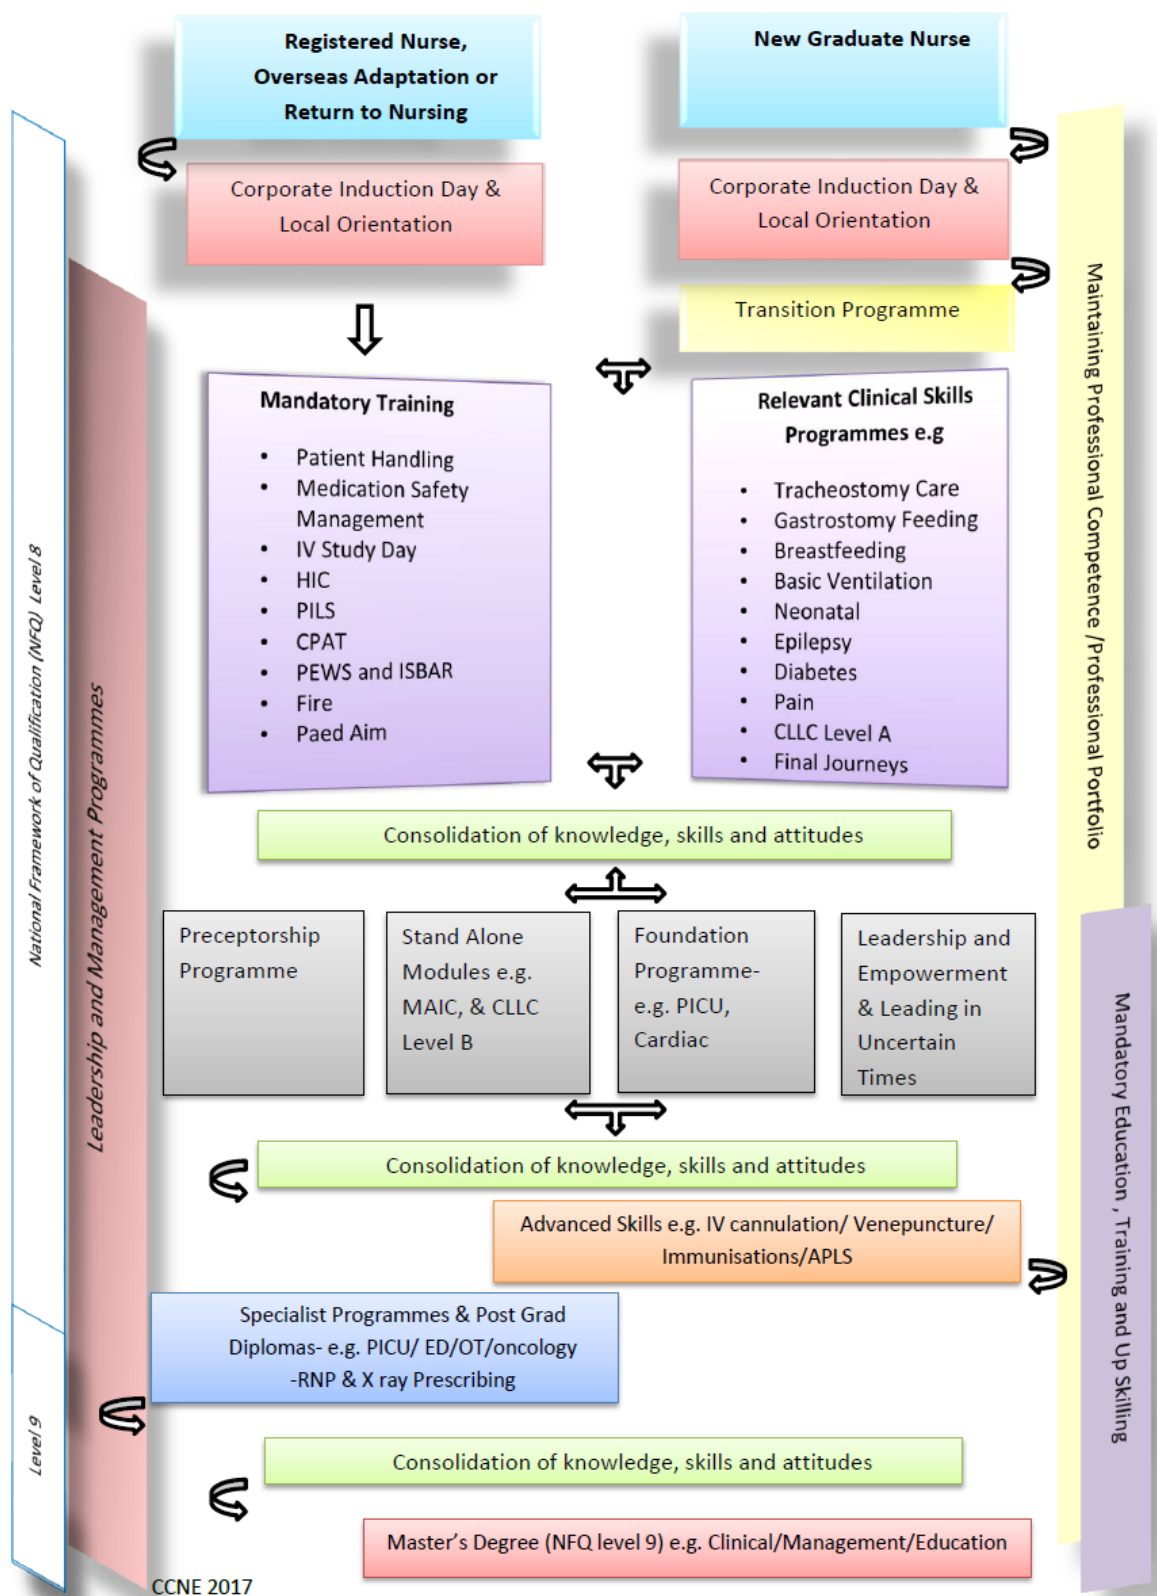 Registered Nurse,
Overseas Adaptation or
Return to Nursing
New Graduate Nurse
Corporate Induction Day &
Local Orientation
Corporate Induction Day &
Local Orientation
Transition Programme
Mandatory Training
• Patient Handling
• Medication Safety
Management
• IV Study Day
• HIC
• PILS
• CPAT
• PEWS and ISBAR
• Fire
• Paed Aim
Relevant Clinical Skills
Programmes e.g
• Tracheostomy Care
• Gastrostomy Feeding
• Breastfeeding
• Basic Ventilation
• Neonatal
• Epilepsy
• Diabetes
• Pain
• CLLC Level A
• Final Journeys
Consolidation of knowledge, skills and attitudes
Preceptorship
Programme
Stand Alone
Modules e.g.
MAIC, & CLLC
Level B
Foundation
Programme-
e.g. PICU,
Cardiac
Leadership and
Empowerment
& Leading in
Uncertain
Times
Consolidation of knowledge, skills and attitudes
Advanced Skills e.g. IV cannulation/ Venepuncture/
Immunisations/APLS
Specialist Programmes & Post Grad
Diplomas- e.g. PICU/ ED/OT/oncology
-RNP & X ray Prescribing
Consolidation of knowledge, skills and attitudes
Master's Degree (NFQ level 9) e.g. Clinical/Management/Education
CCNE 2017
National Framework of Qualification (NFQ) Level 8
Level 9
Leadership and Management Programmes
Maintaining Professional Competence /Professional Portfolio
Mandatory Education , Training and Up Skilling